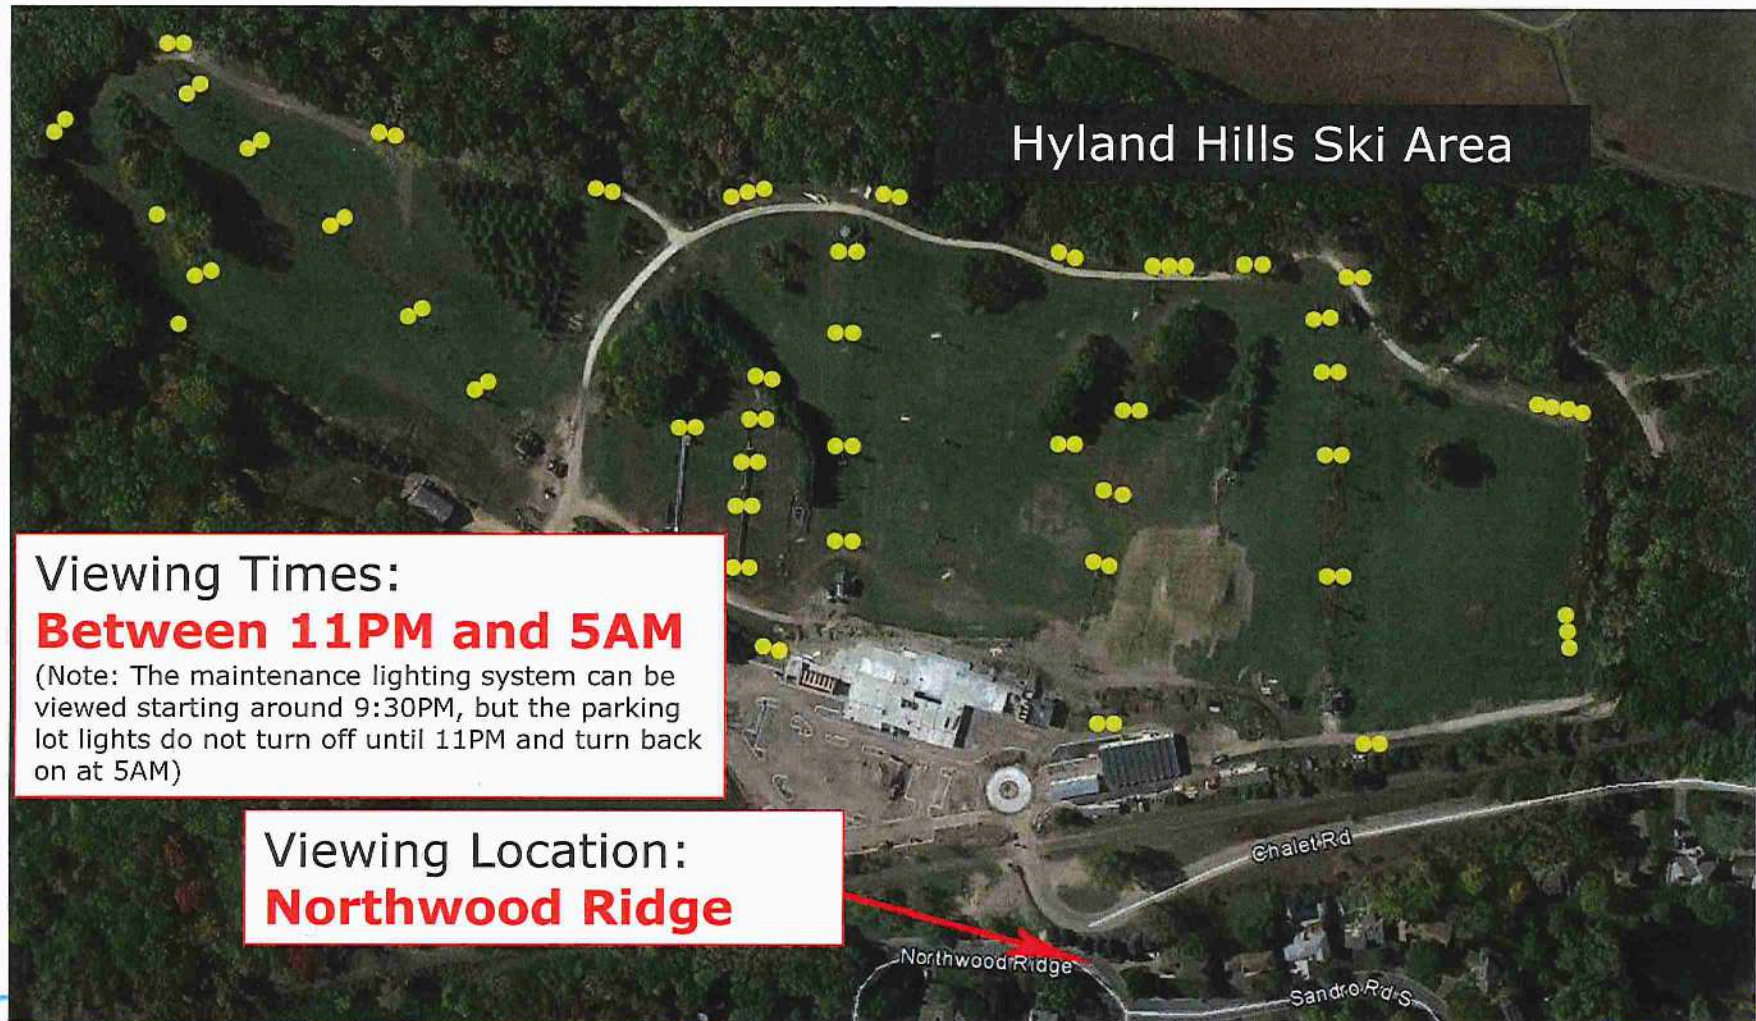 Hyland Hills Ski Area
Viewing Times:
Between 11PM and 5AM
(Note: The maintenance lighting system can be
viewed starting around 9:30PM, but the parking
lot lights do not turn off until 11PM and turn back
on at 5AM)
Viewing Location:
Northwood Ridge
Chalet Rd
Northwood Ridge
Sandro Rd S